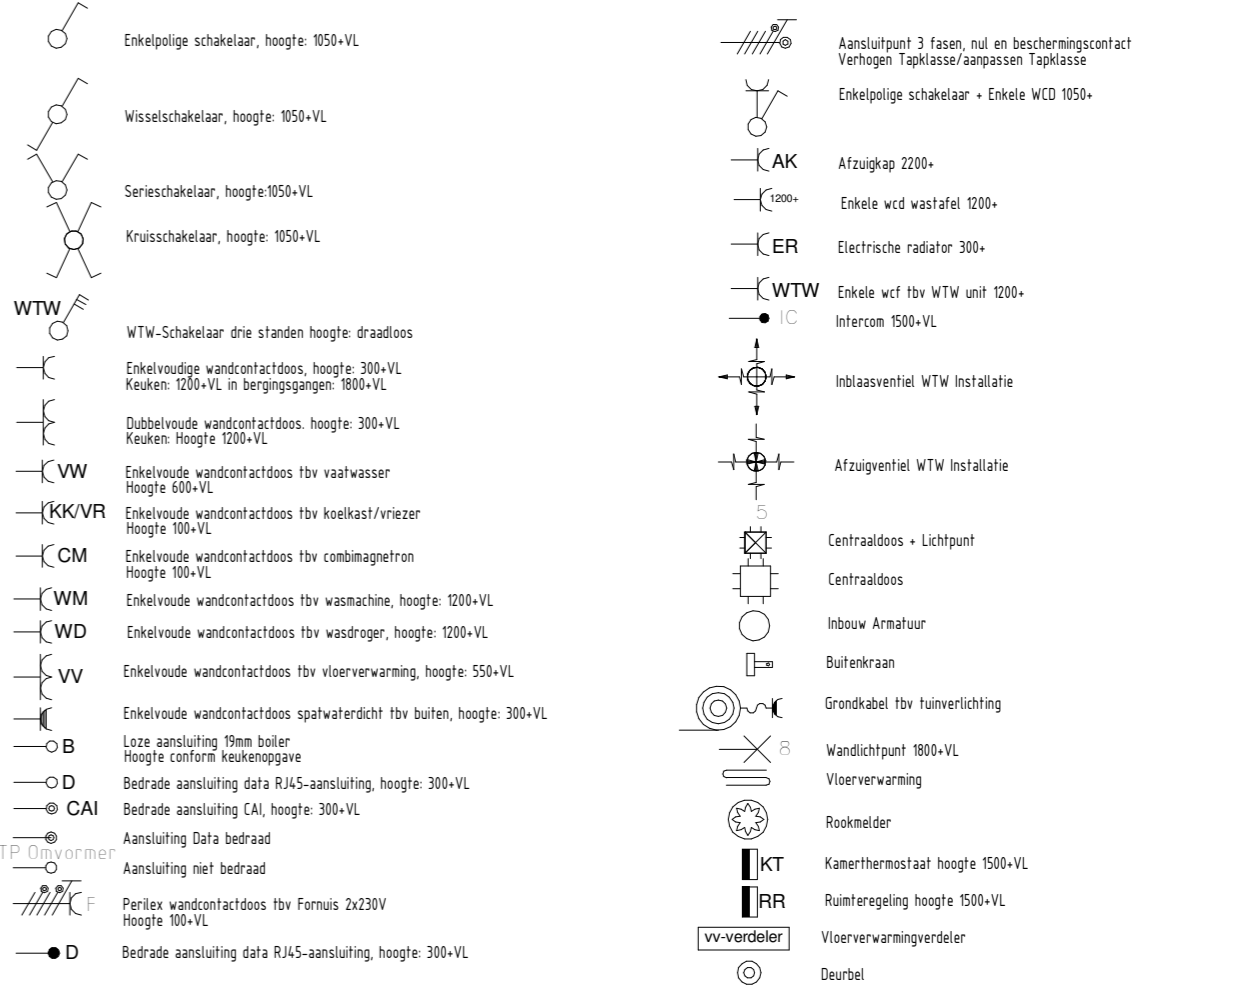 Enkelpolige schakelaar, hoogte: 1050+VL
Wisselschakelaar, hoogte: 1050+VL
Serieschakelaar, hoogte:1050+VL
Kruisschakelaar, hoogte: 1050+VL
WTW
WTW-Schakelaar drie standen hoogte: draadloos
Enkelvoudige wandcontactdoos, hoogte: 300+VL
Keuken: 1200+VL in bergingsgangen: 1800+VL
Dubbelvoude wandcontactdoos. hoogte: 300+VL
Keuken: Hoogte 1200+VL
VW
Enkelvoude wandcontactdoos tbv vaatwasser
Hoogte 600+VL
KK/VR
Enkelvoude wandcontactdoos tbv koelkast/vriezer
Hoogte 100+VL
CM
Enkelvoude wandcontactdoos tbv combimagnetron
Hoogte 100+VL
WM
Enkelvoude wandcontactdoos tbv wasmachine, hoogte: 1200+VL
WD
Enkelvoude wandcontactdoos tbv wasdroger, hoogte: 1200+VL
VV
Enkelvoude wandcontactdoos tbv vloerverwarming, hoogte: 550+VL
Enkelvoude wandcontactdoos spatwaterdicht tbv buiten, hoogte: 300+VL
B
Loze aansluiting 19mm boiler
Hoogte conform keukenopgave
D
Bedrade aansluiting data RJ45-aansluiting, hoogte: 300+VL
CAI
Bedrade aansluiting CAI, hoogte: 300+VL
Aansluiting Data bedraad
TP Omvormer
Aansluiting niet bedraad
F
Perilex wandcontactdoos tbv Fornuis 2x230V
Hoogte 100+VL
D
Bedrade aansluiting data RJ45-aansluiting, hoogte: 300+VL
Aansluitpunt 3 fasen, nul en beschermingscontact
Verhogen Tapklasse/aanpassen Tapklasse
Enkelpolige schakelaar + Enkele WCD 1050+
AK
Afzuigkap 2200+
1200+
Enkele wcd wastafel 1200+
ER
Electrische radiator 300+
WTW
Enkele wcf tbv WTW unit 1200+
IC
Intercom 1500+VL
Inblaasventiel WTW Installatie
Afzuigventiel WTW Installatie
5
Centraaldoos + Lichtpunt
Centraaldoos
Inbouw Armatuur
Buitenkraan
Grondkabel tbv tuinverlichting
8
Wandlichtpunt 1800+VL
Vloerverwarming
Rookmelder
KT
Kamerthermostaat hoogte 1500+VL
RR
Ruimteregeling hoogte 1500+VL
vv-verdeler
Vloerverwarmingverdeler
Deurbel